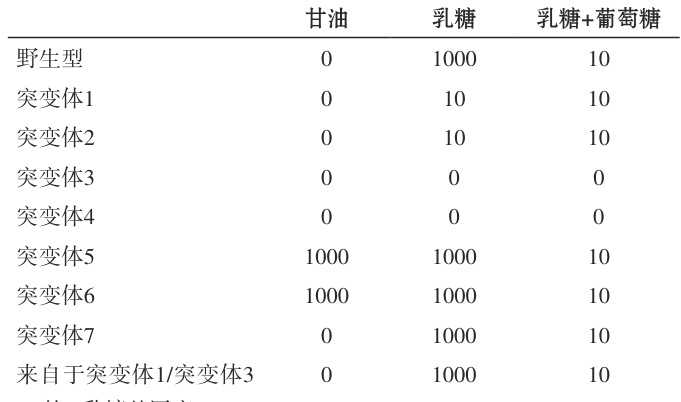 甘油 乳糖 乳糖+葡萄糖
野生型 0 1000 10
突变体1 0 10 10
突变体2 0 10 10
突变体3 0 0 0
突变体4 0 0 0
突变体5 1000 1000 10
突变体6 1000 1000 10
突变体7 0 1000 10
来自于突变体1/突变体3 0 1000 10